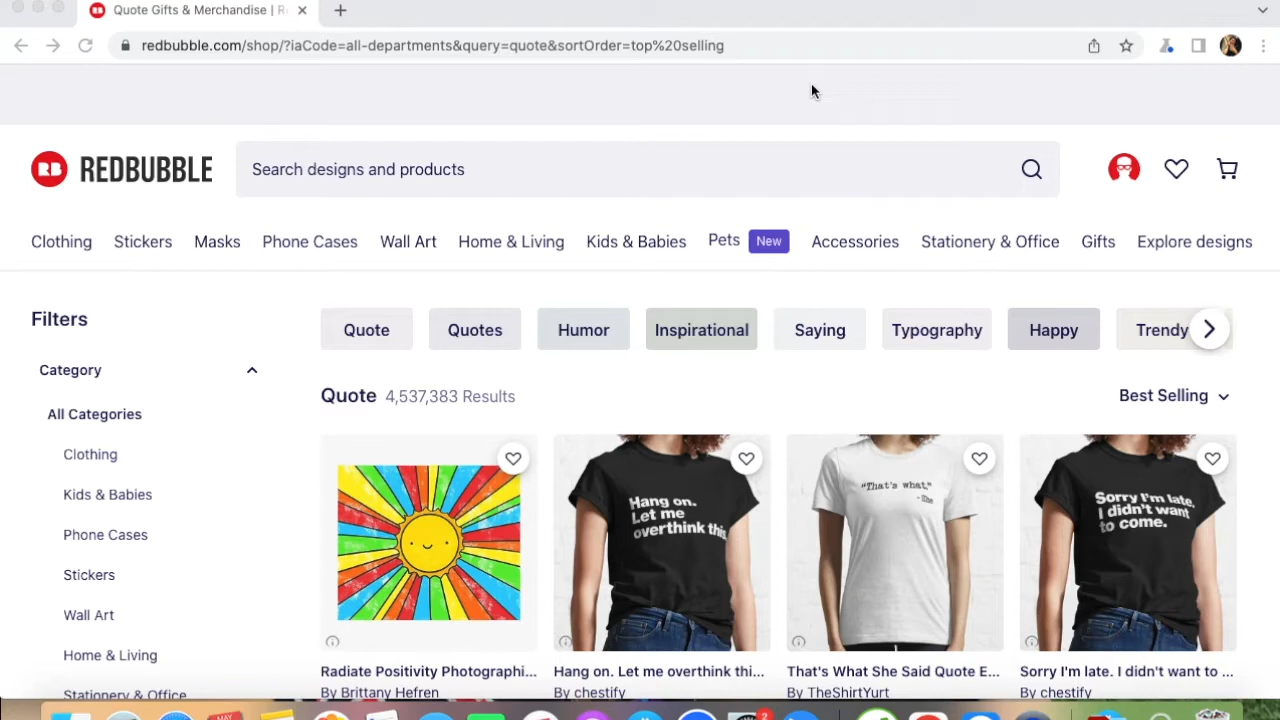 Quote Gifts & Merchandise | R
redbubble.com/shop/?iaCode=all-departments&query=quote&sortOrder=top%20selling
RB REDBUBBLE
Search designs and products
Clothing Stickers Masks Phone Cases Wall Art Home & Living Kids & Babies Pets New Accessories Stationery & Office Gifts Explore designs
Filters
Category
All Categories
Clothing
Kids & Babies
Phone Cases
Stickers
Wall Art
Home & Living
Stationery & Office
Quote Quotes Humor Inspirational Saying Typography Happy Trendy
Quote 4,537,383 Results
Best Selling
Hang on.
Let me
overthink this.
"That's what,"
- She
Sorry I'm late.
I didn't want
to come.
Radiate Positivity Photographi...
By Brittany Hefren
Hang on. Let me overthink thi...
By chestify
That's What She Said Quote E...
By TheShirtYurt
Sorry I'm late. I didn't want to ...
By chestify
MAY
2